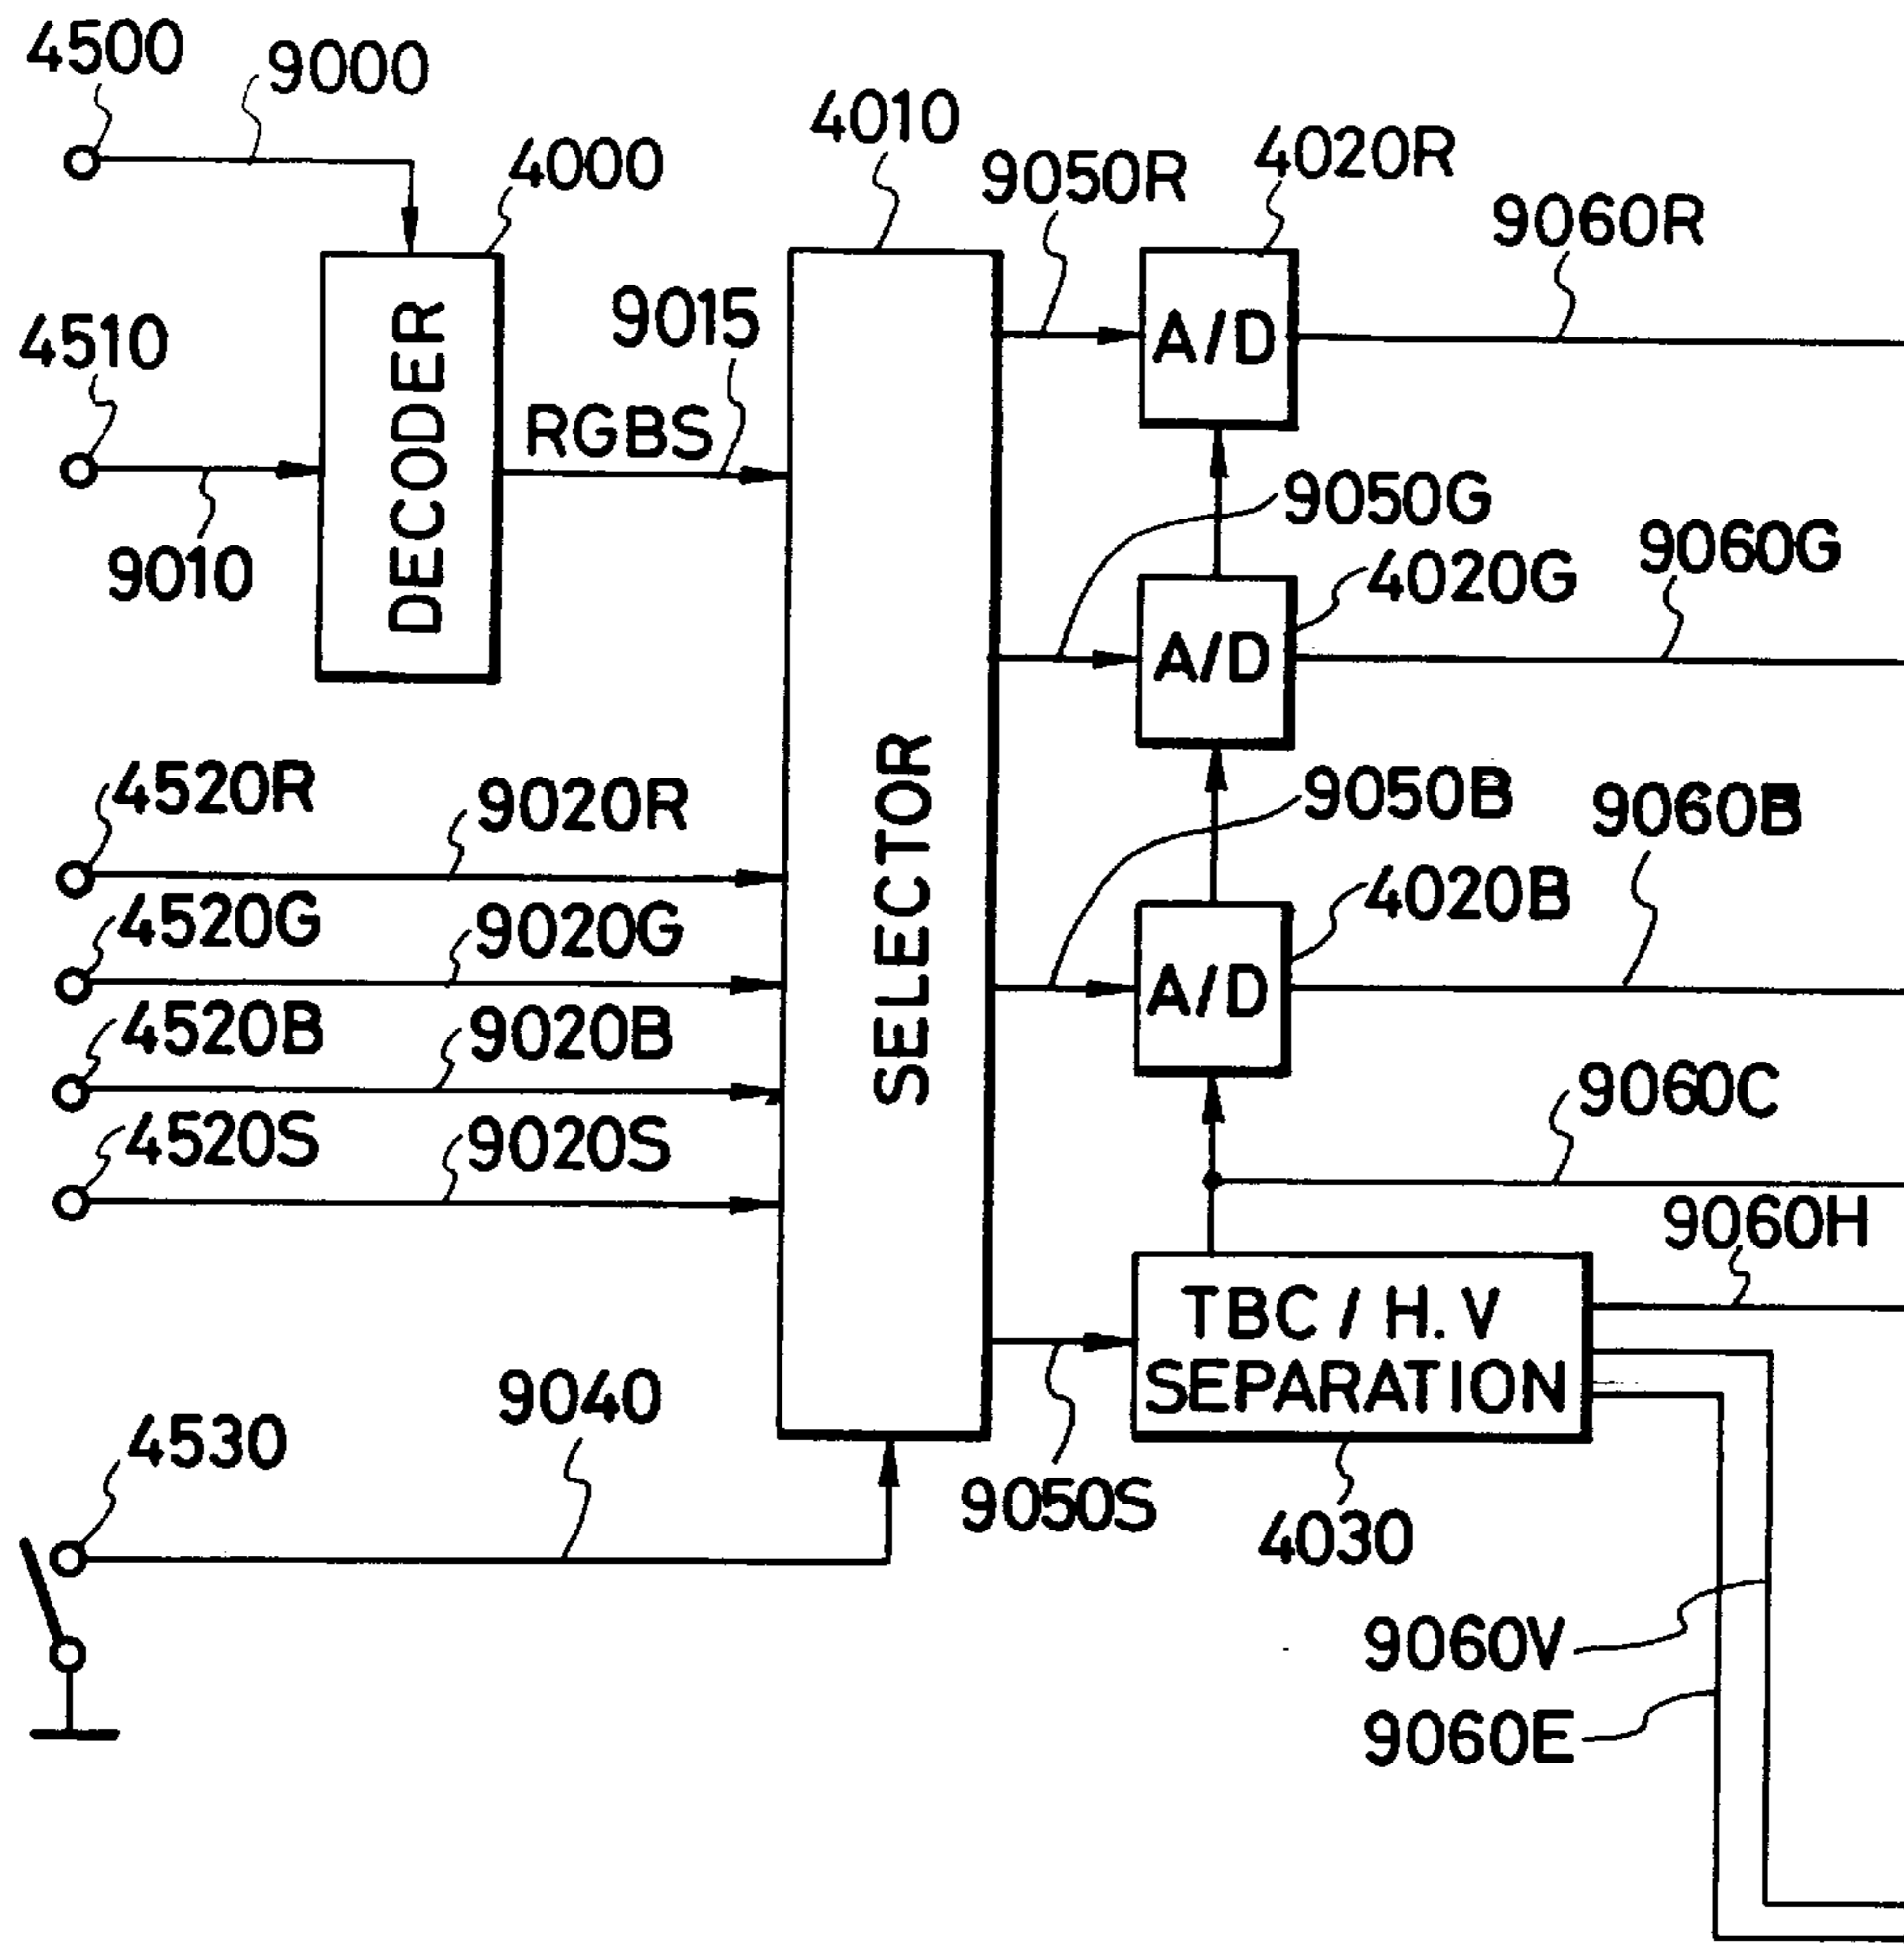 4500
9000
4000
4010
9050R
4020R
9060R
4510
9015
DECODER
A/D
RGBS
9010
9050G
4020G
9060G
A/D
4520R
9020R
SELECTOR
9050B
9060B
4520G
9020G
4020B
A/D
4520B
9020B
9060C
4520S
9020S
9060H
TBC / H. V
SEPARATION
9040
4530
9050S
4030
9060V
9060E